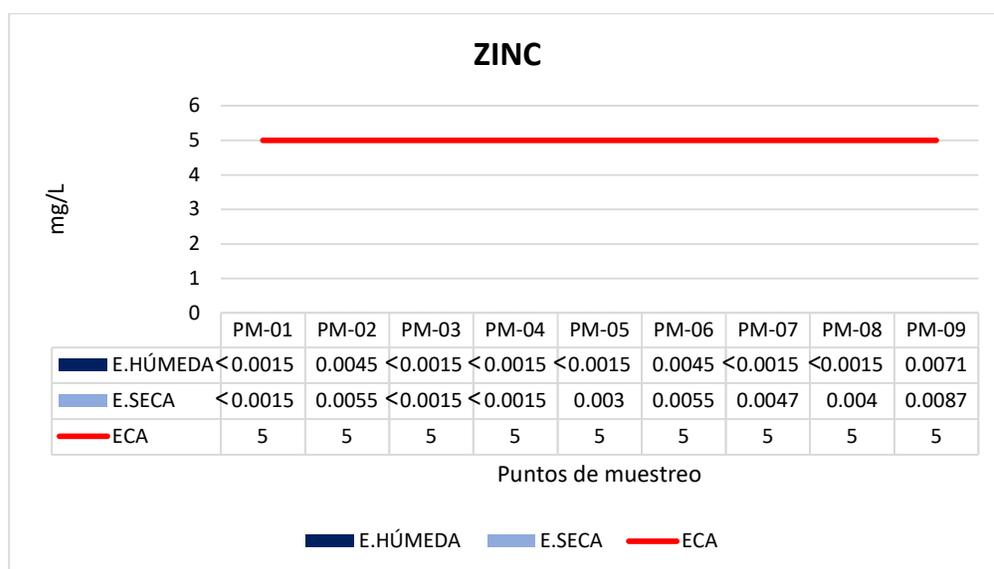 ZINC
mg/L
6
5
4
3
2
1
0
PM-01 PM-02 PM-03 PM-04 PM-05 PM-06 PM-07 PM-08 PM-09
E.HÚMEDA <0.0015 0.0045 <0.0015 <0.0015 <0.0015 0.0045 <0.0015 <0.0015 0.0071
E.SECA <0.0015 0.0055 <0.0015 <0.0015 0.003 0.0055 0.0047 0.004 0.0087
ECA 5 5 5 5 5 5 5 5 5
Puntos de muestreo
E.HÚMEDA E.SECA ECA